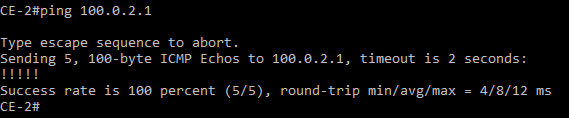 CE-2#ping 100.0.2.1
Type escape sequence to abort.
Sending 5, 100-byte ICMP Echos to 100.0.2.1, timeout is 2 seconds:
!!!!!
Success rate is 100 percent (5/5), round-trip min/avg/max = 4/8/12 ms
CE-2#